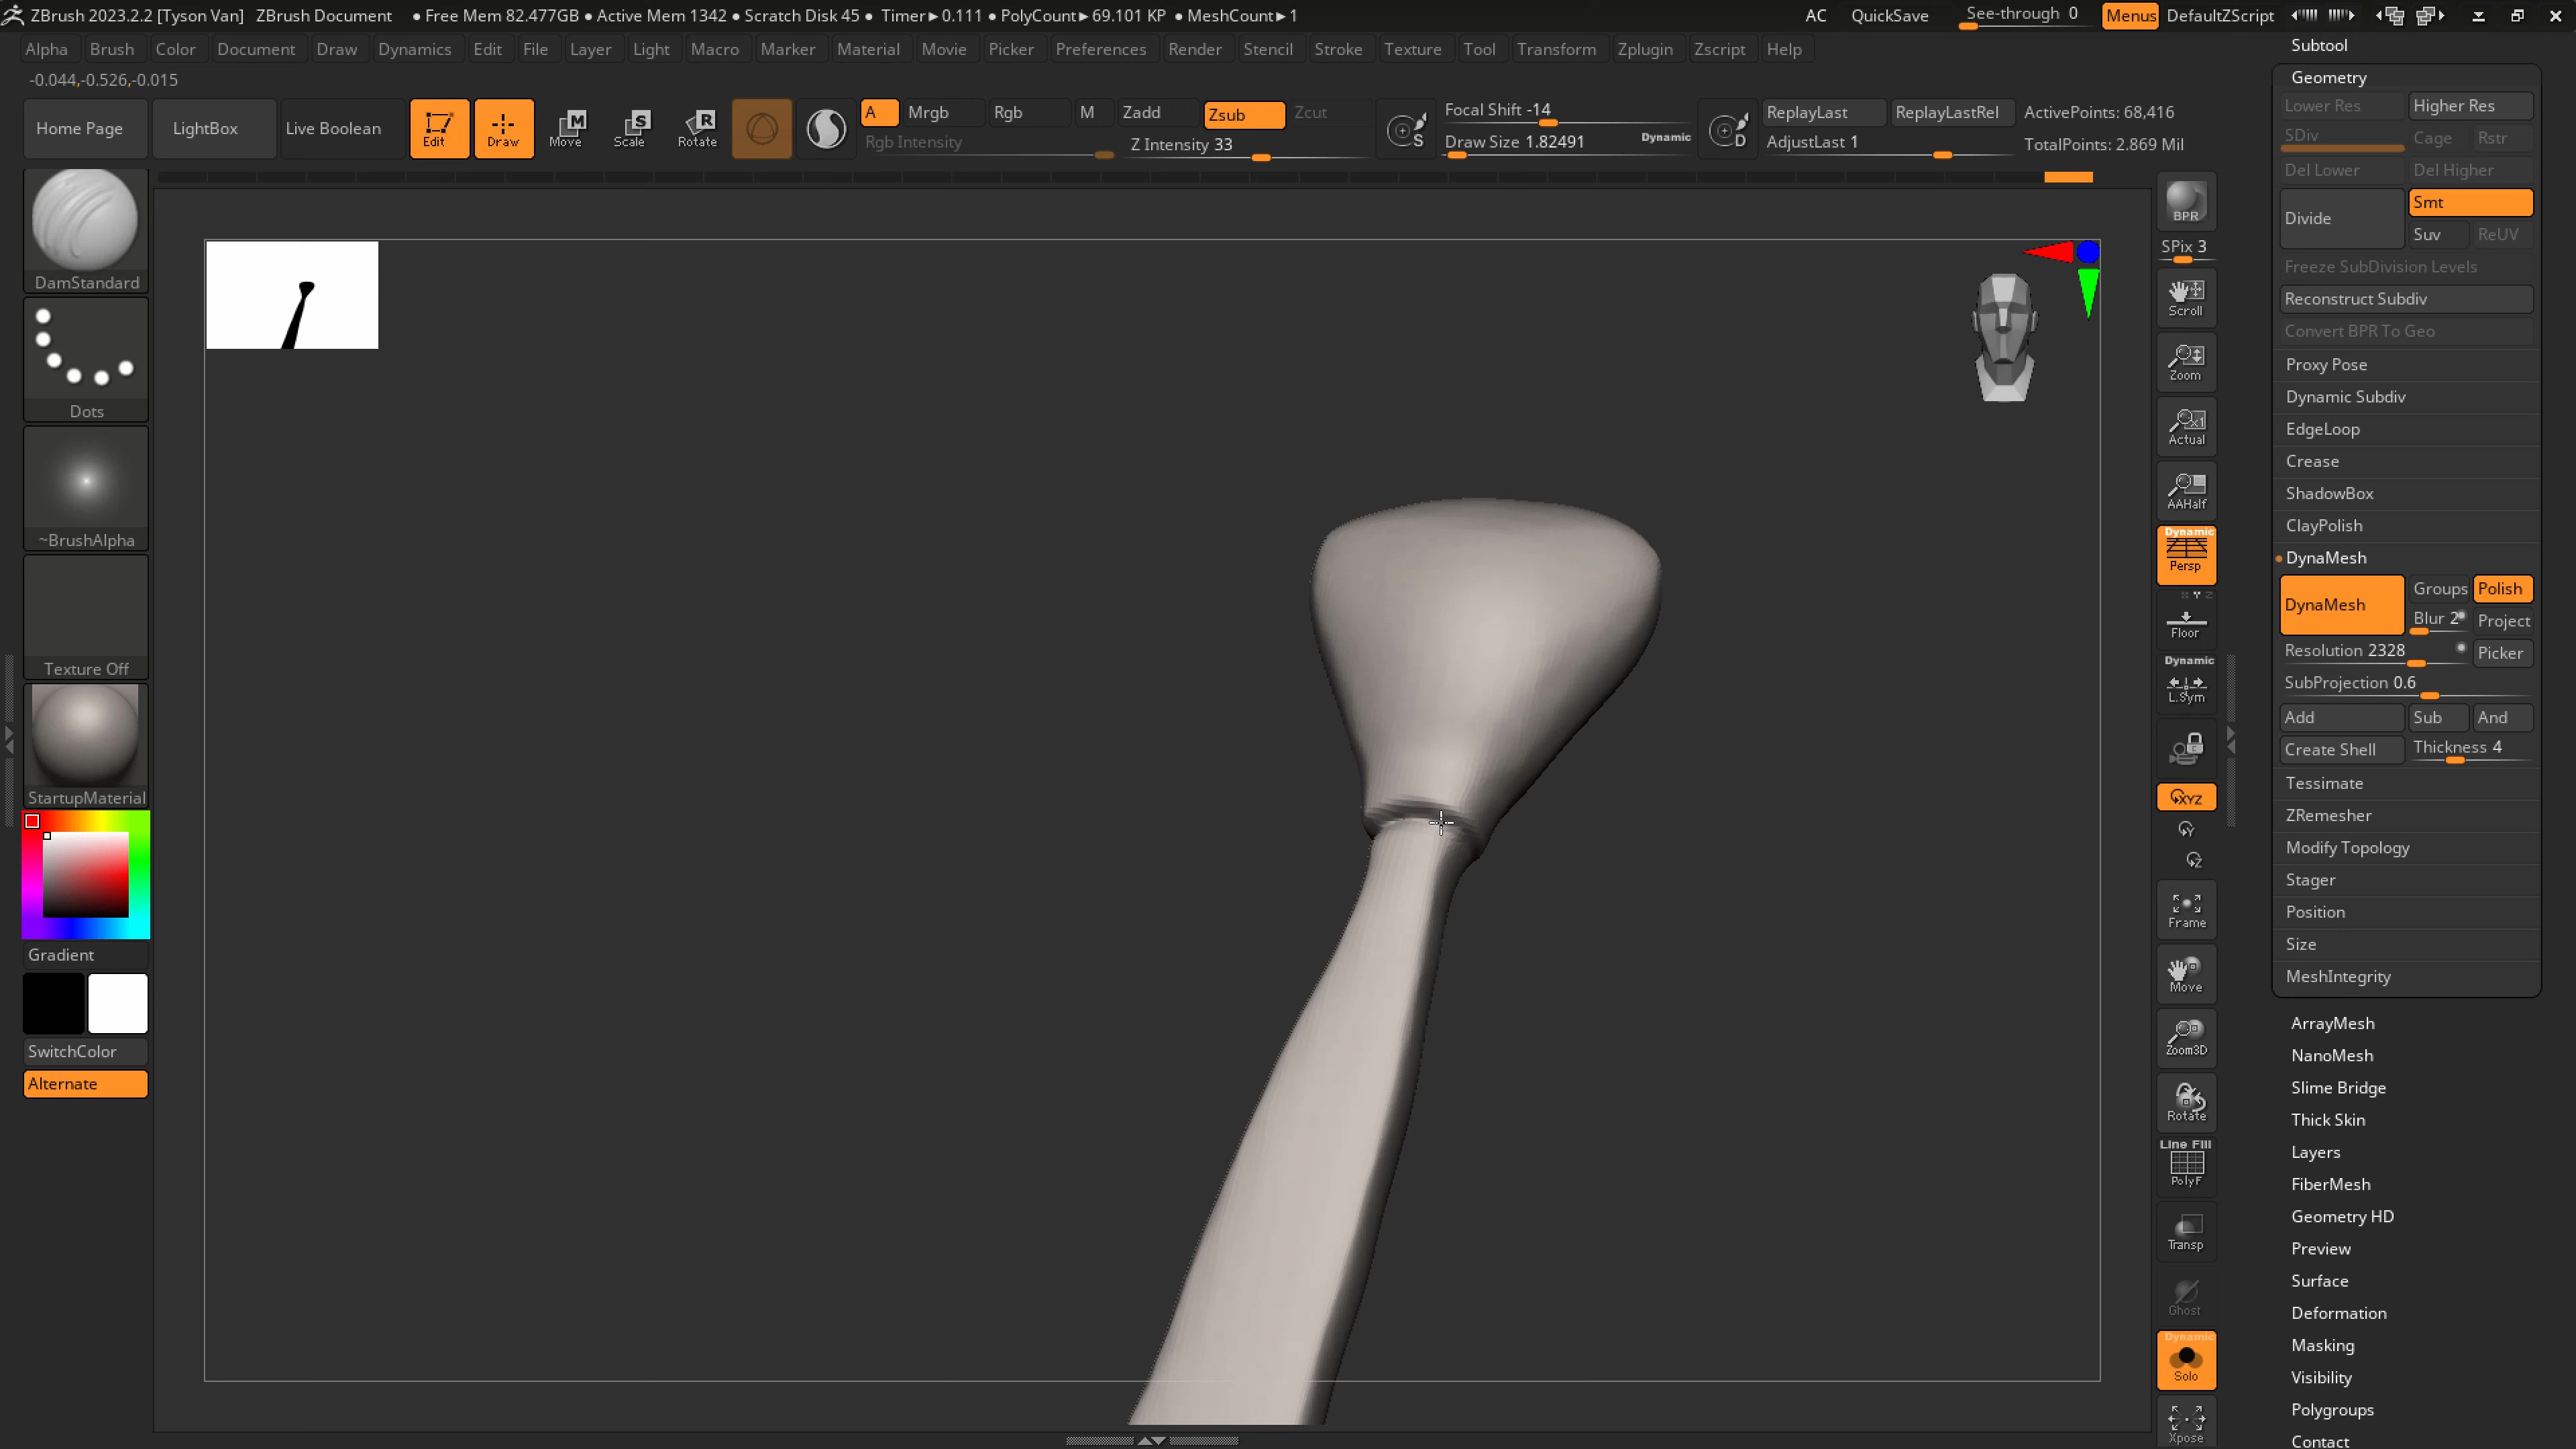 ZBrush 2023.2.2 [Tyson Van] ZBrush Document ● Free Mem 82.477GB ● Active Mem 1342 ● Scratch Disk 45 ● Timer►0.111 ● PolyCount►69.101 KP ● MeshCount►1 AC QuickSave See-through 0 Menus DefaultZScript
Alpha Brush Color Document Draw Dynamics Edit File Layer Light Macro Marker Material Movie Picker Preferences Render Stencil Stroke Texture Tool Transform Zplugin Zscript Help
-0.044,-0.526,-0.015
Home Page LightBox Live Boolean Edit Draw Move Scale Rotate
A Mrgb Rgb M Zadd Zsub Zcut
Rgb Intensity Z Intensity 33
S Focal Shift -14
Draw Size 1.82491 Dynamic
D ReplayLast ReplayLastRel ActivePoints: 68,416
AdjustLast 1 TotalPoints: 2.869 Mil
DamStandard
Dots
~BrushAlpha
Texture Off
StartupMaterial
Gradient
SwitchColor
Alternate
BPR
SPix 3
Scroll
Zoom
Actual
AAHalf
Dynamic
Persp
Floor
Dynamic
L.Sym
XYZ
Y
Z
Frame
Move
Zoom3D
Rotate
Line Fill
PolyF
Transp
Ghost
Dynamic
Solo
Xpose
Subtool
Geometry
Lower Res Higher Res
SDiv Cage Rstr
Del Lower Del Higher
Divide Smt
Suv ReUV
Freeze SubDivision Levels
Reconstruct Subdiv
Convert BPR To Geo
Proxy Pose
Dynamic Subdiv
EdgeLoop
Crease
ShadowBox
ClayPolish
DynaMesh
DynaMesh Groups Polish
Blur 2 Project
Resolution 2328 Picker
SubProjection 0.6
Add Sub And
Create Shell Thickness 4
Tessimate
ZRemesher
Modify Topology
Stager
Position
Size
MeshIntegrity
ArrayMesh
NanoMesh
Slime Bridge
Thick Skin
Layers
FiberMesh
Geometry HD
Preview
Surface
Deformation
Masking
Visibility
Polygroups
Contact